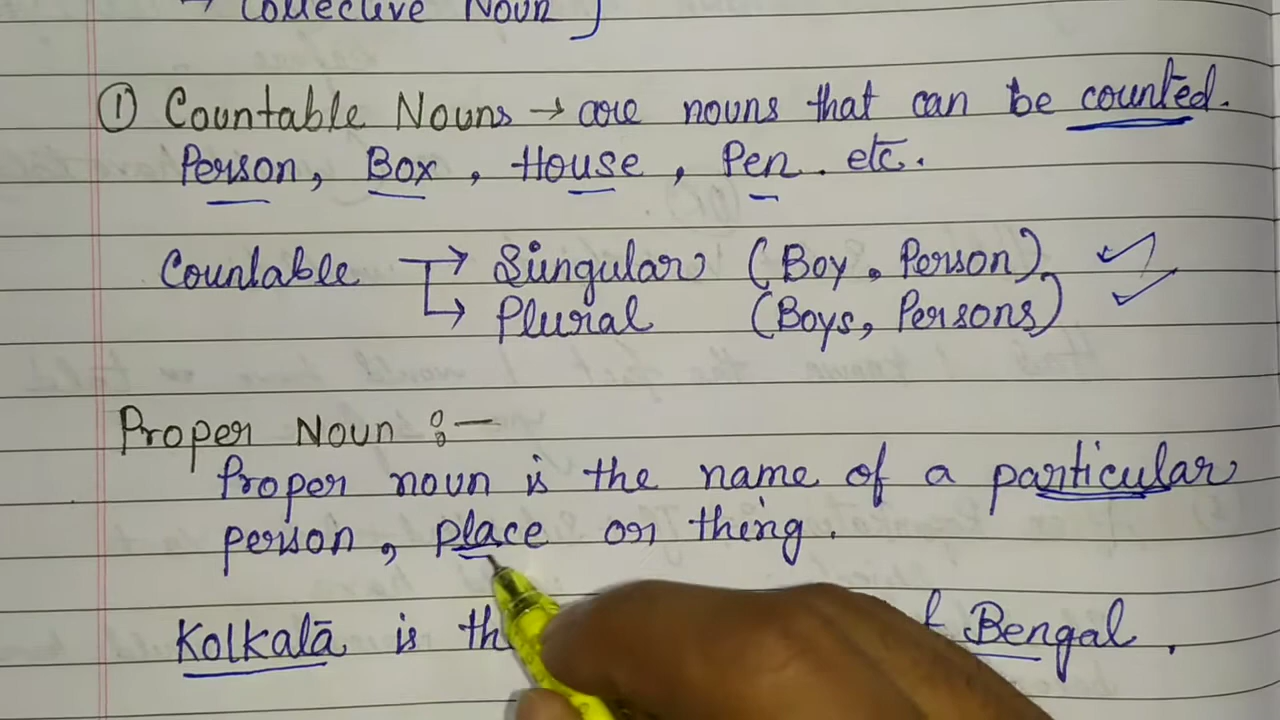 → Collective Noun }
① Countable Nouns → are nouns that can be counted.
Person, Box, House, Pen. etc.
Countable → Singular (Boy, Person)
→ Plural (Boys, Persons)
Proper Noun :—
Proper noun is the name of a particular
person, place or thing.
Kolkata is th Bengal.